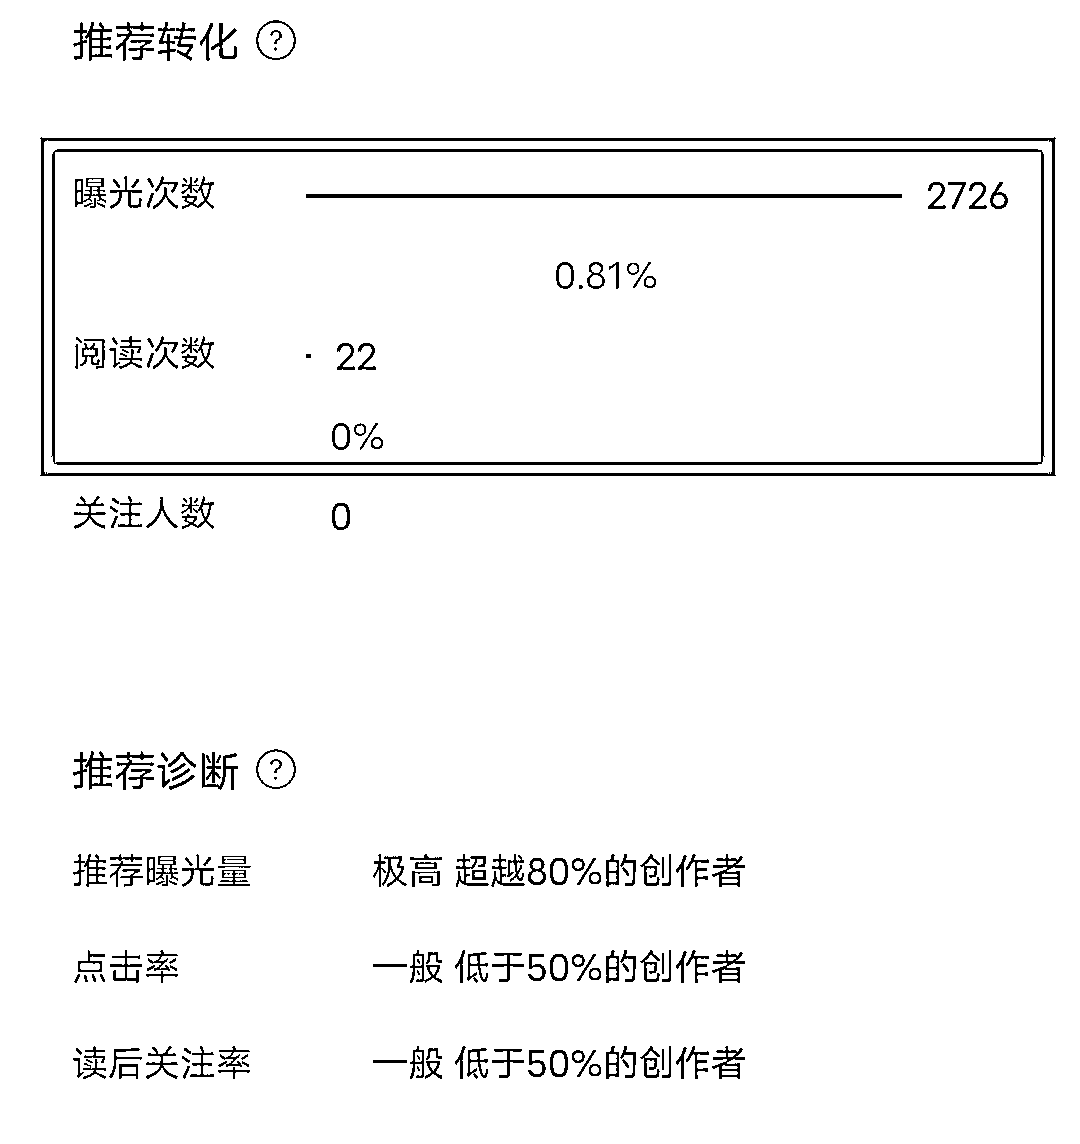 推荐转化 ?
曝光次数 2726
0.81%
阅读次数 22
0%
关注人数 0
推荐诊断 ?
推荐曝光量 极高 超越80%的创作者
点击率 一般 低于50%的创作者
读后关注率 一般 低于50%的创作者